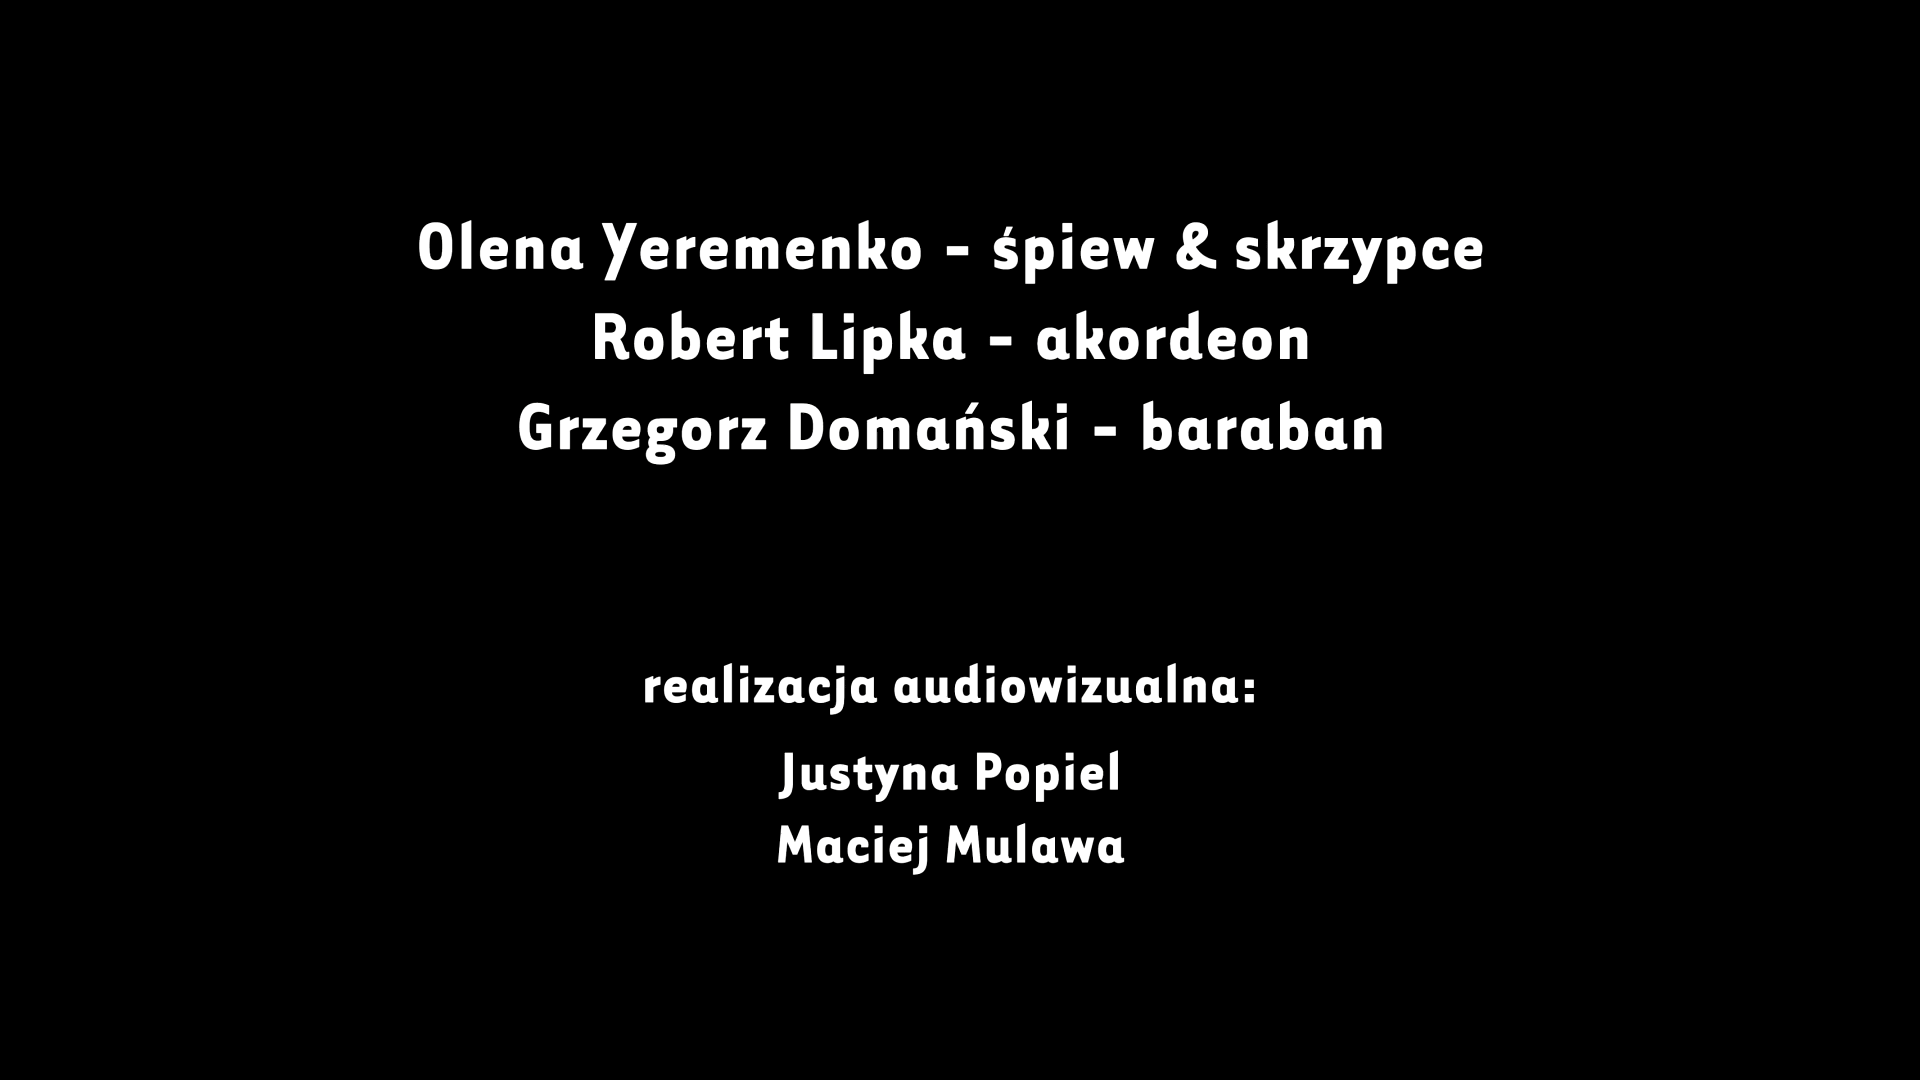 Olena Yeremenko - śpiew & skrzypce
Robert Lipka - akordeon
Grzegorz Domański - baraban
realizacja audiowizualna:
Justyna Popiel
Maciej Mulawa